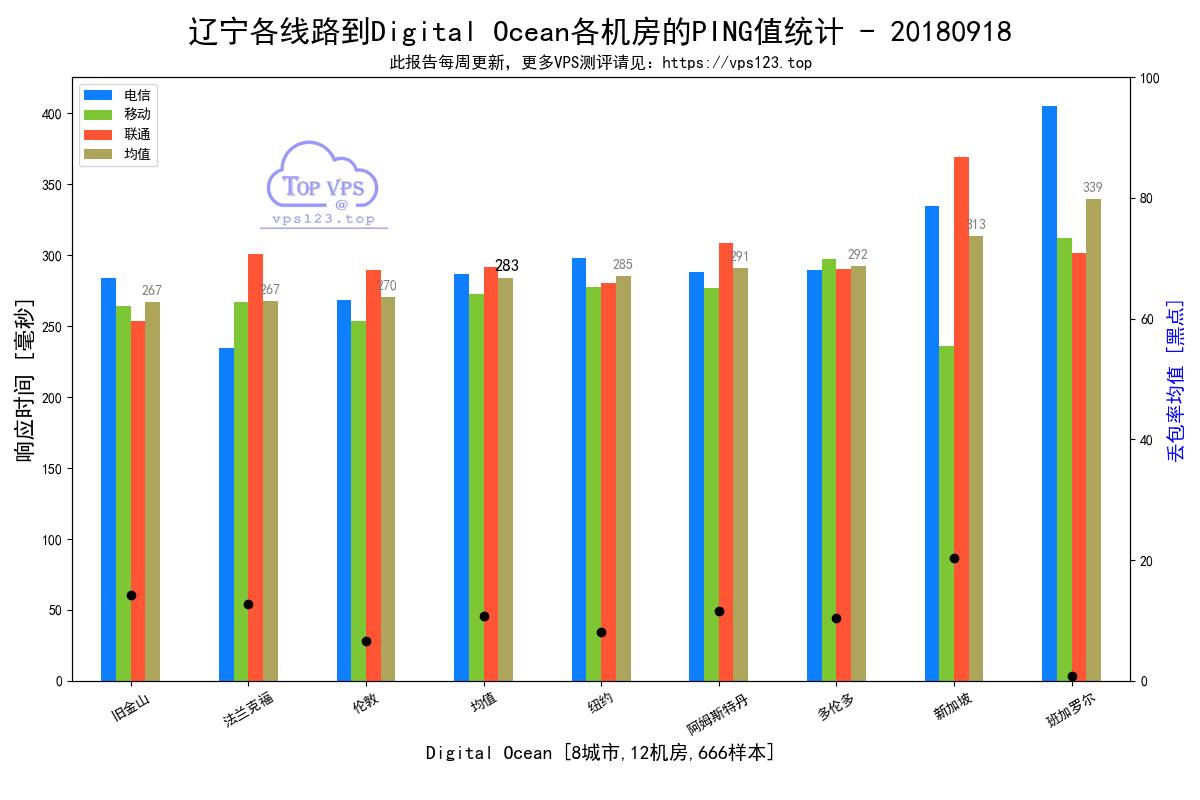 辽宁各线路到Digital Ocean各机房的PING值统计 - 20180918
此报告每周更新，更多VPS测评请见：https://vps123.top
电信
移动
联通
均值
TOP VPS
@
vps123.top
响应时间 [毫秒]
400
350
300
250
200
150
100
50
0
267
267
270
283
285
291
292
313
339
100
80
60
40
20
0
丢包率均值 [黑点]
旧金山
法兰克福
伦敦
均值
纽约
阿姆斯特丹
多伦多
新加坡
班加罗尔
Digital Ocean [8城市,12机房,666样本]